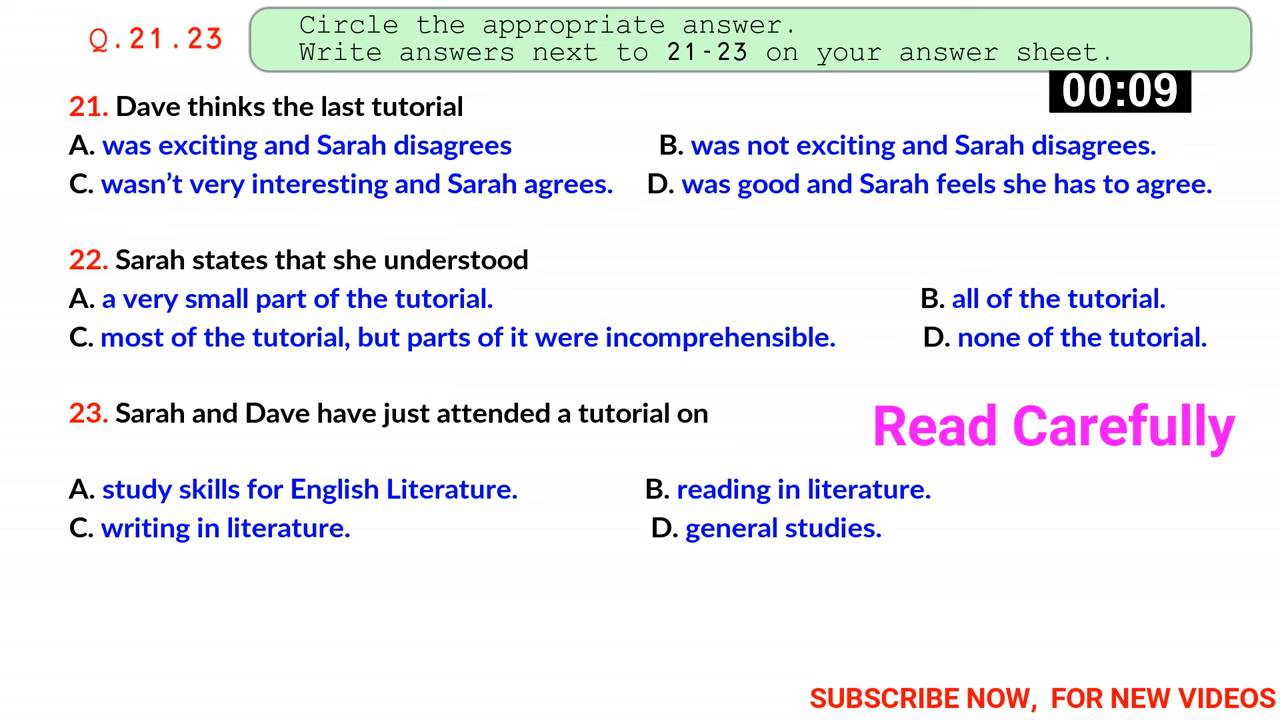 Q.21.23
Circle the appropriate answer.
Write answers next to 21-23 on your answer sheet.
00:09
21. Dave thinks the last tutorial
A. was exciting and Sarah disagrees B. was not exciting and Sarah disagrees.
C. wasn’t very interesting and Sarah agrees. D. was good and Sarah feels she has to agree.
22. Sarah states that she understood
A. a very small part of the tutorial. B. all of the tutorial.
C. most of the tutorial, but parts of it were incomprehensible. D. none of the tutorial.
23. Sarah and Dave have just attended a tutorial on
Read Carefully
A. study skills for English Literature. B. reading in literature.
C. writing in literature. D. general studies.
SUBSCRIBE NOW, FOR NEW VIDEOS